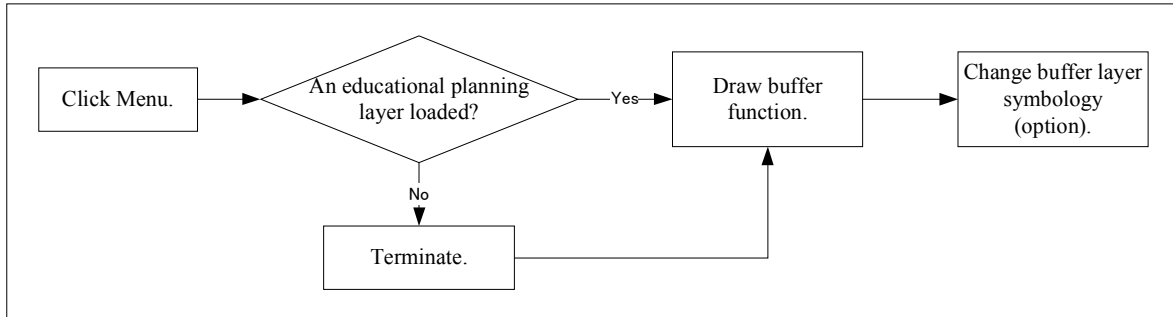 Click Menu.
An educational planning
layer loaded?
Yes
Draw buffer
function.
Change buffer layer
symbology
(option).
No
Terminate.